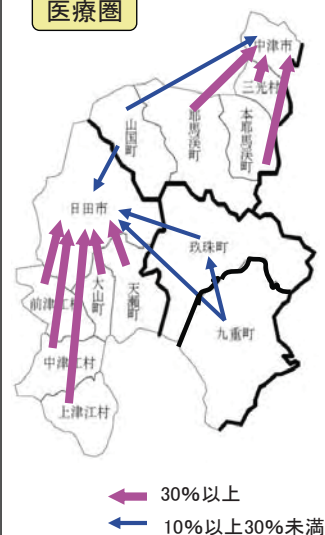 医療圏
中津市
三光村
本耶馬渓町
耶馬渓町
山国町
日田市
玖珠町
九重町
天瀬町
大山町
前津江村
中津江村
上津江村
30%以上
10%以上30%未満